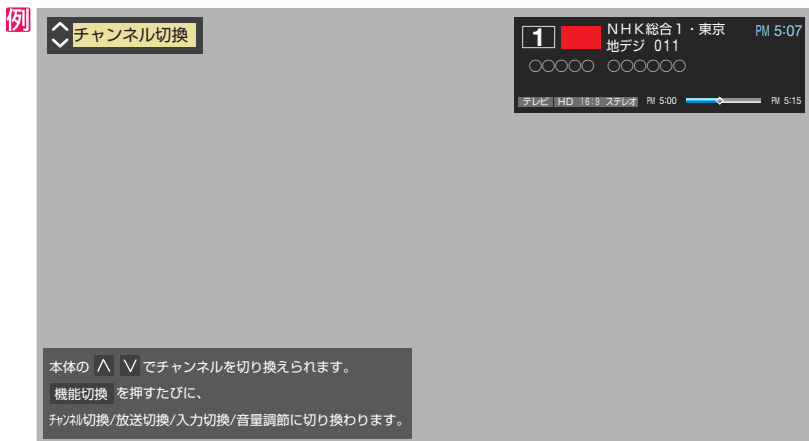 例
チャンネル切換
1 NHK総合1・東京 PM 5:07
地デジ 011
○○○○○ ○○○○○○
テレビ HD 16:9 ステレオ PM 5:00 PM 5:15
本体の ∧ ∨ でチャンネルを切り換えられます。
機能切換 を押すたびに、
ﾁｬﾝﾈﾙ切換/放送切換/入力切換/音量調節に切り換わります。